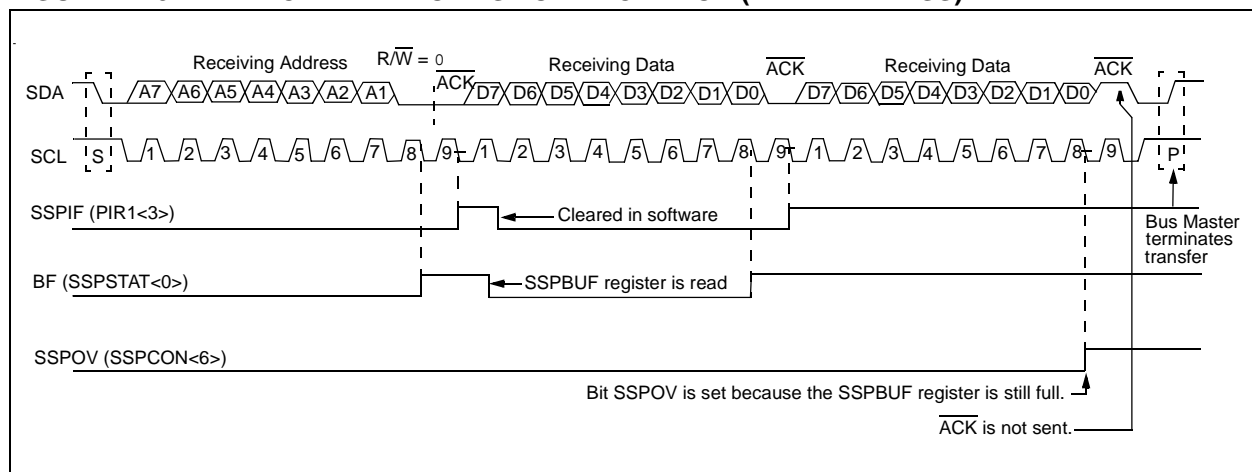 Receiving Address R/W = 0 Receiving Data ACK Receiving Data ACK
ACK
SDA A7 A6 A5 A4 A3 A2 A1 D7 D6 D5 D4 D3 D2 D1 D0 D7 D6 D5 D4 D3 D2 D1 D0
SCL S 1 2 3 4 5 6 7 8 9 1 2 3 4 5 6 7 8 9 1 2 3 4 5 6 7 8 9 P
SSPIF (PIR1<3>) Cleared in software
Bus Master
terminates
transfer
BF (SSPSTAT<0>) SSPBUF register is read
SSPOV (SSPCON<6>)
Bit SSPOV is set because the SSPBUF register is still full.
ACK is not sent.